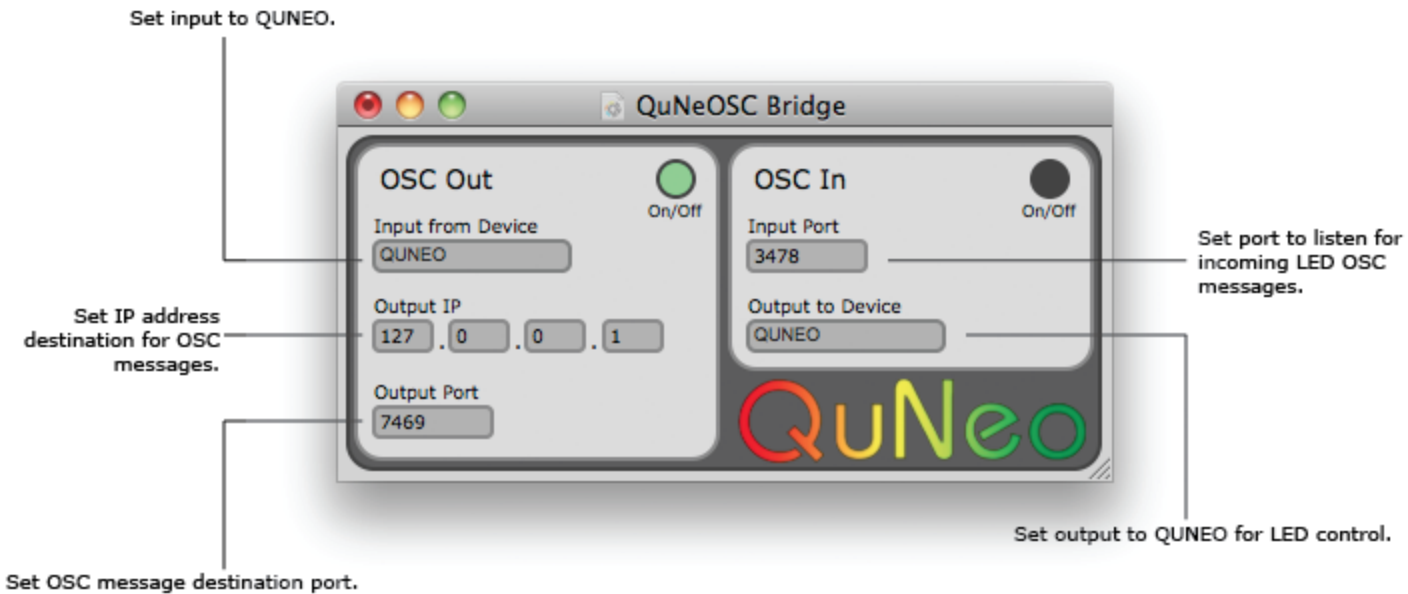 Set input to QUNEO.
QuNeOSC Bridge
OSC Out
On/Off
Input from Device
QUNEO
Output IP
127 . 0 . 0 . 1
Output Port
7469
OSC In
On/Off
Input Port
3478
Output to Device
QUNEO
QuNeo
Set IP address
destination for OSC
messages.
Set OSC message destination port.
Set port to listen for
incoming LED OSC
messages.
Set output to QUNEO for LED control.